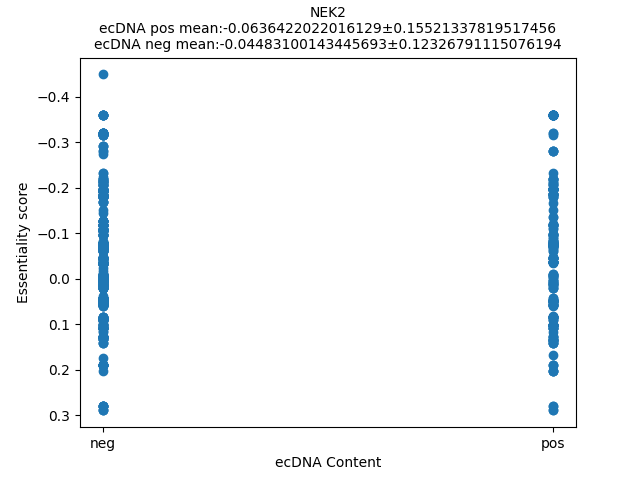 NEK2
ecDNA pos mean:-0.0636422022016129±0.15521337819517456
ecDNA neg mean:-0.04483100143445693±0.12326791115076194
−0.4
−0.3
−0.2
−0.1
0.0
0.1
0.2
0.3
Essentiality score
neg
pos
ecDNA Content